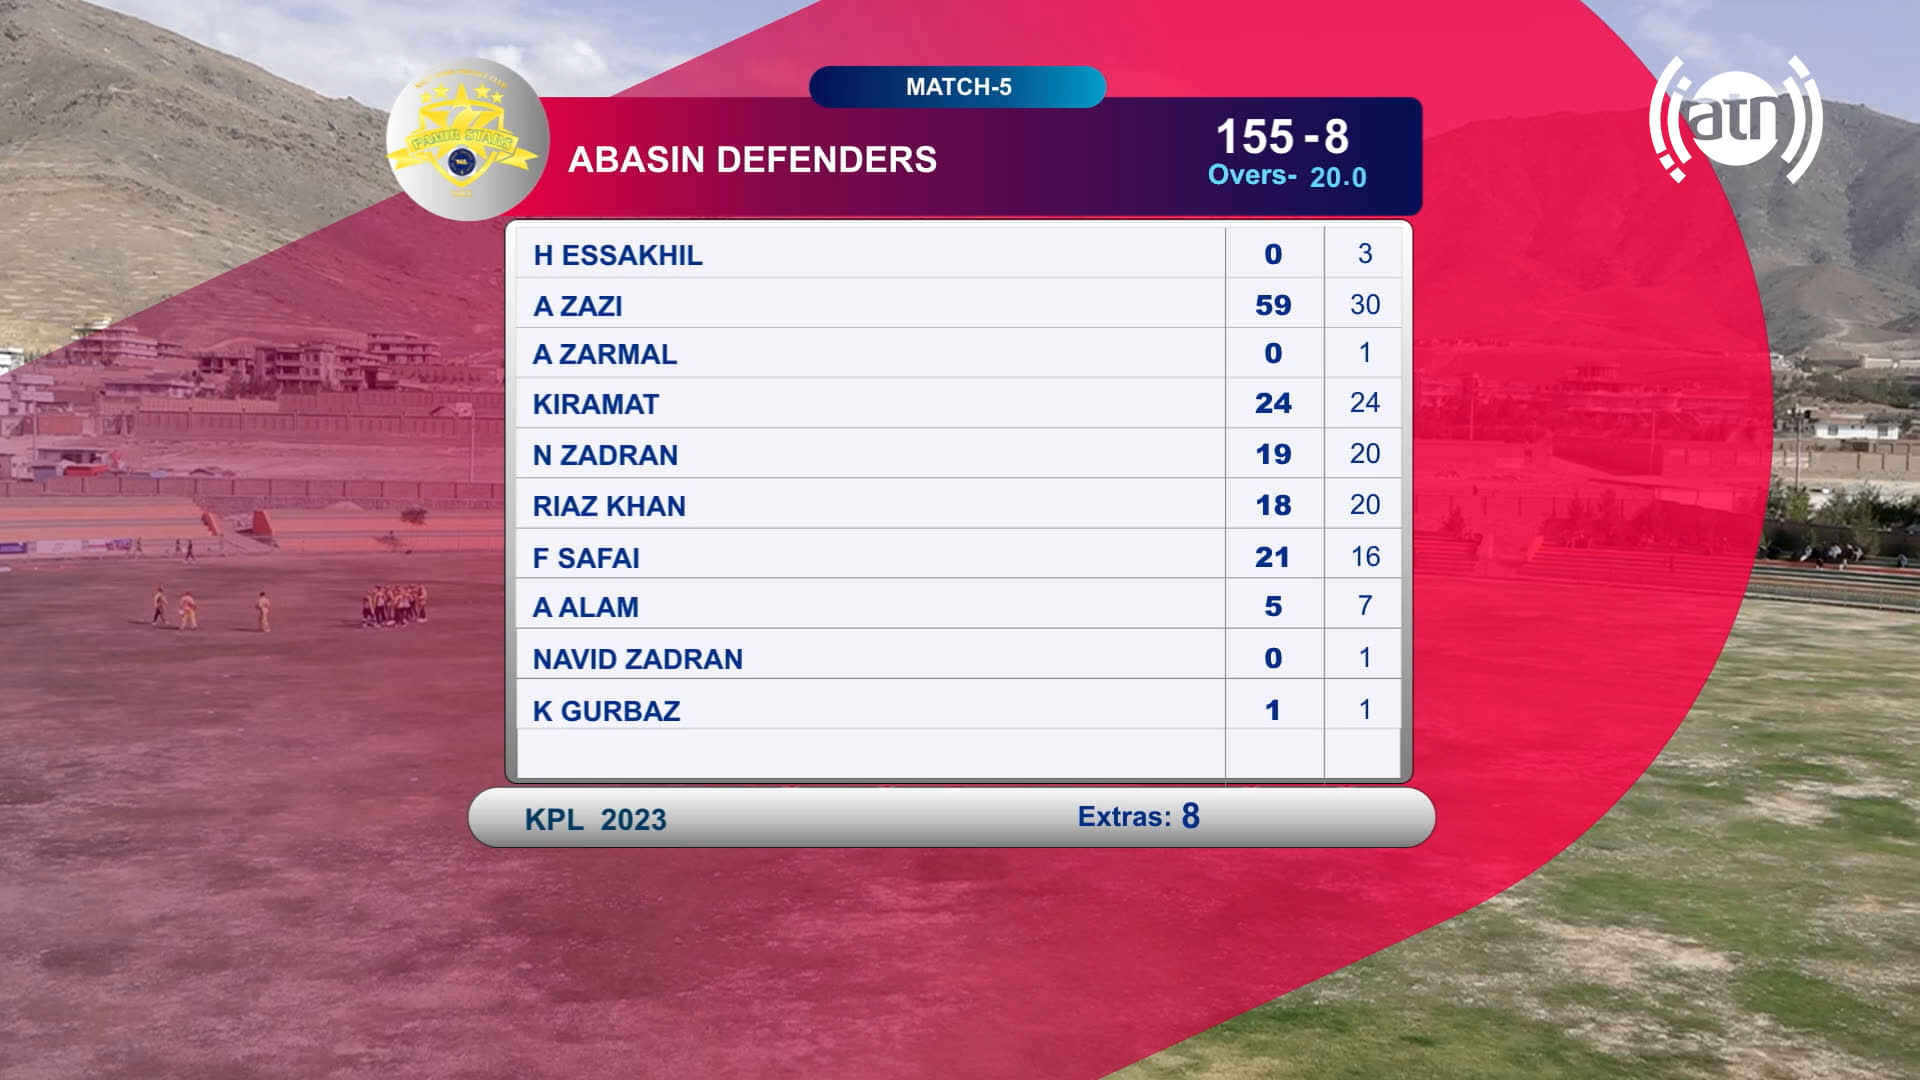 MATCH-5
atn
PAMIR STARS
ABASIN DEFENDERS
155-8
Overs- 20.0
H ESSAKHIL 0 3
A ZAZI 59 30
A ZARMAL 0 1
KIRAMAT 24 24
N ZADRAN 19 20
RIAZ KHAN 18 20
F SAFAI 21 16
A ALAM 5 7
NAVID ZADRAN 0 1
K GURBAZ 1 1
KPL 2023 Extras: 8